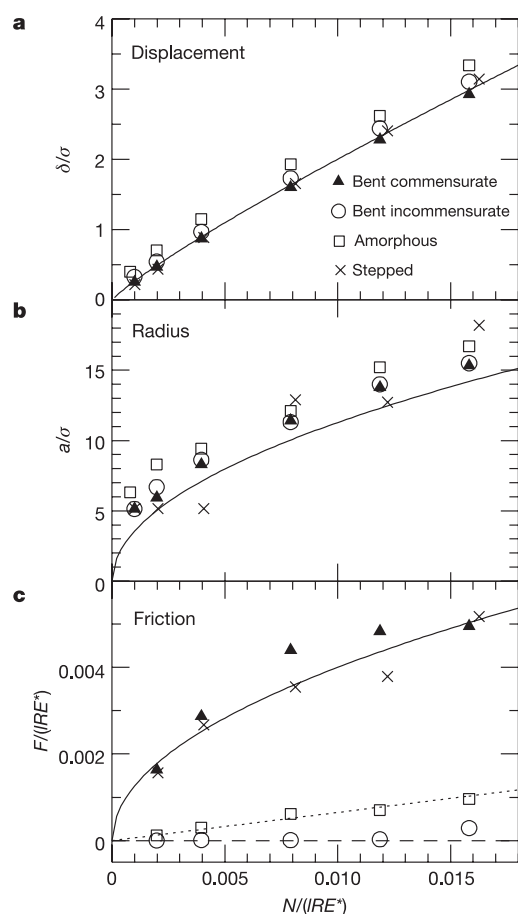 a
4
Displacement
3
δ/σ
2
Bent commensurate
Bent incommensurate
1
Amorphous
Stepped
0
b
Radius
15
a/σ
10
5
0
c
Friction
0.004
F/(lRE*)
0.002
0
0 0.005 0.010 0.015
N/(lRE*)